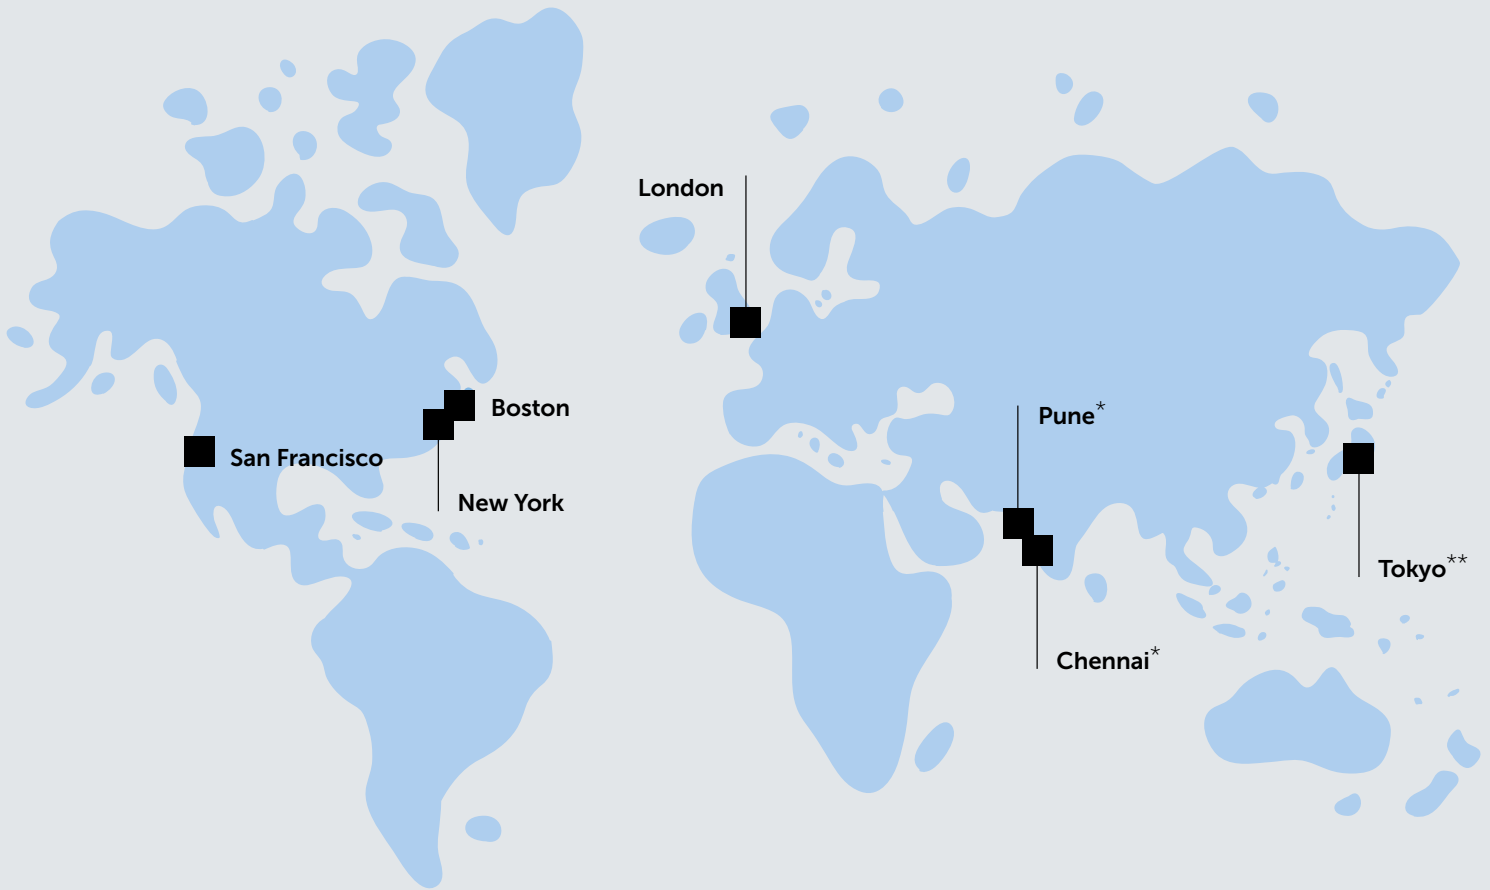 London
Boston
Pune*
San Francisco
New York
Tokyo**
Chennai*